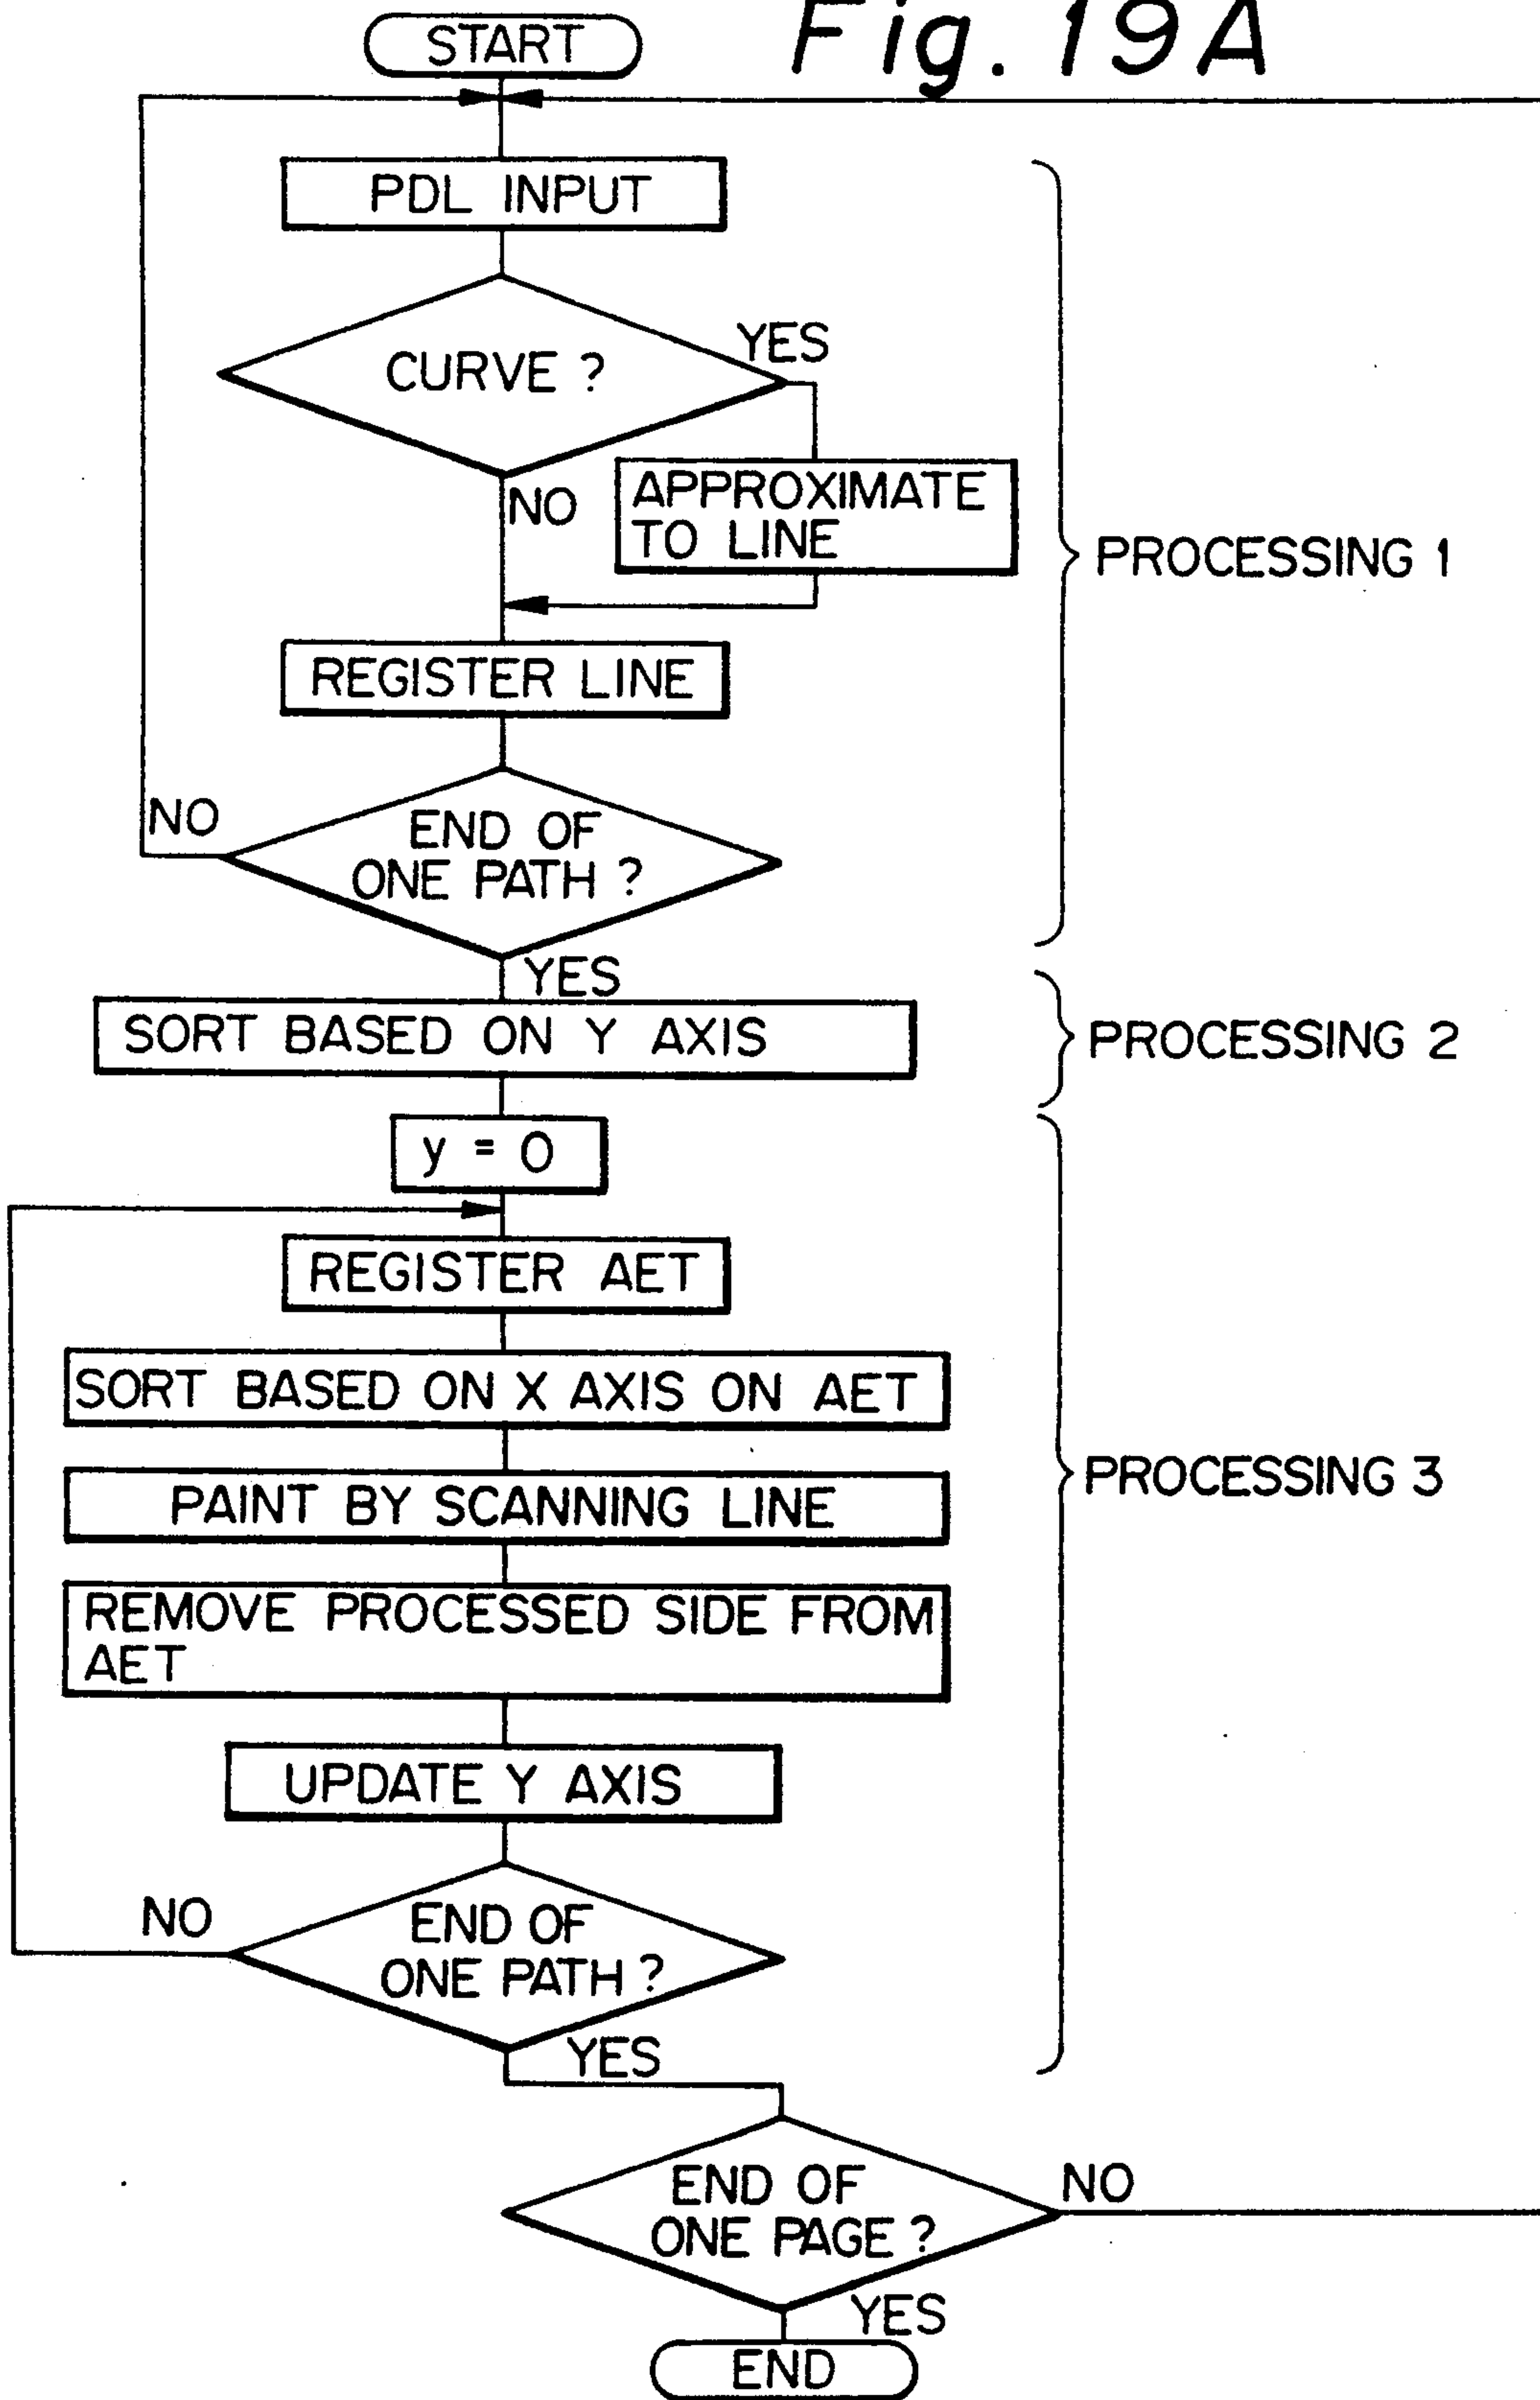 Fig. 19A
START
PDL INPUT
CURVE ?
YES
NO
APPROXIMATE
TO LINE
PROCESSING 1
REGISTER LINE
NO
END OF
ONE PATH ?
YES
SORT BASED ON Y AXIS
PROCESSING 2
y = 0
REGISTER AET
SORT BASED ON X AXIS ON AET
PAINT BY SCANNING LINE
PROCESSING 3
REMOVE PROCESSED SIDE FROM
AET
UPDATE Y AXIS
NO
END OF
ONE PATH ?
YES
END OF
ONE PAGE ?
NO
YES
END